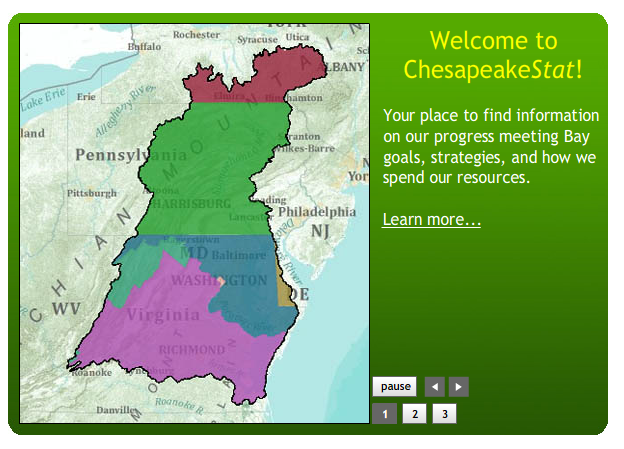 Welcome to
ChesapeakeStat!
Your place to find information
on our progress meeting Bay
goals, strategies, and how we
spend our resources.
Learn more...
pause
1 2 3
Rochester
Syracuse
Utica
Buffalo
ALBANY
Lake Erie
Erie
Elmira
Binghamton
Allegheny River
land
Scranton
Wilkes-Barre
Pennsylvania
Pittsburgh
Altoona
HARRISBURG
Reading
Lancaster
Philadelphia
NJ
Hagerstown
MD
Baltimore
WASHINGTON
DE
WV
Virginia
RICHMOND
Roanoke
Lynchburg
Danville
Roanoke R.